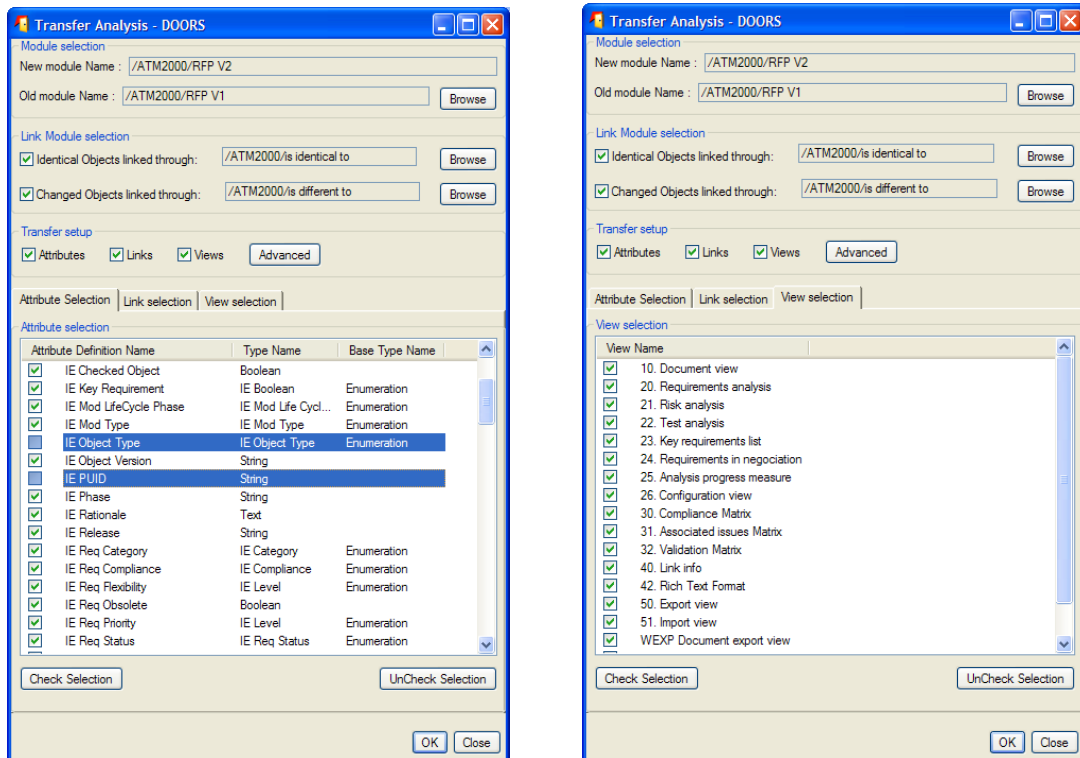 Transfer Analysis - DOORS
Module selection
New module Name : /ATM2000/RFP V2
Old module Name : /ATM2000/RFP V1 Browse
Link Module selection
Identical Objects linked through: /ATM2000/is identical to Browse
Changed Objects linked through: /ATM2000/is different to Browse
Transfer setup
Attributes Links Views Advanced
Attribute Selection Link selection View selection
Attribute selection
Attribute Definition Name Type Name Base Type Name
IE Checked Object Boolean
IE Key Requirement IE Boolean Enumeration
IE Mod LifeCycle Phase IE Mod Life Cycl... Enumeration
IE Mod Type IE Mod Type Enumeration
IE Object Type IE Object Type Enumeration
IE Object Version String
IE PUID String
IE Phase String
IE Rationale Text
IE Release String
IE Req Category IE Category Enumeration
IE Req Compliance IE Compliance Enumeration
IE Req Flexibility IE Level Enumeration
IE Req Obsolete Boolean
IE Req Priority IE Level Enumeration
IE Req Status IE Req Status Enumeration
Check Selection UnCheck Selection
OK Close
Transfer Analysis - DOORS
Module selection
New module Name : /ATM2000/RFP V2
Old module Name : /ATM2000/RFP V1 Browse
Link Module selection
Identical Objects linked through: /ATM2000/is identical to Browse
Changed Objects linked through: /ATM2000/is different to Browse
Transfer setup
Attributes Links Views Advanced
Attribute Selection Link selection View selection
View selection
View Name
10. Document view
20. Requirements analysis
21. Risk analysis
22. Test analysis
23. Key requirements list
24. Requirements in negociation
25. Analysis progress measure
26. Configuration view
30. Compliance Matrix
31. Associated issues Matrix
32. Validation Matrix
40. Link info
42. Rich Text Format
50. Export view
51. Import view
WEXP Document export view
Check Selection UnCheck Selection
OK Close